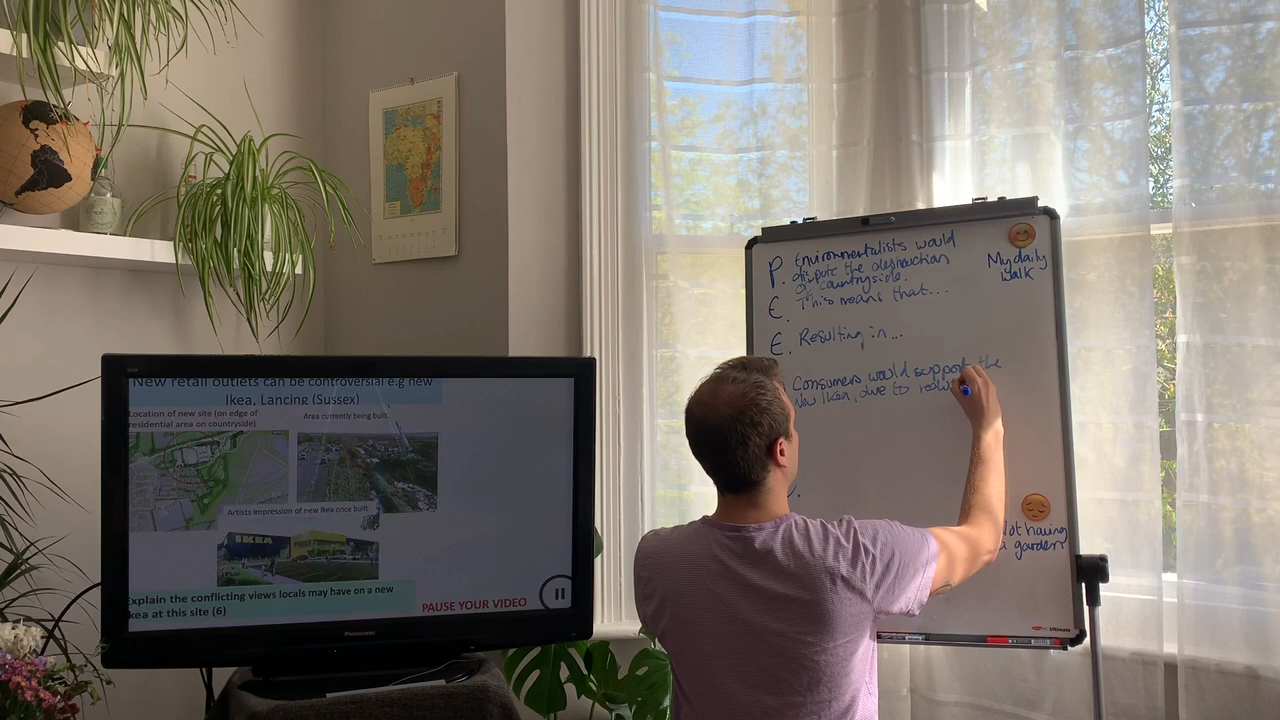 New retail outlets can be controversial e.g new
Ikea, Lancing (Sussex)
Location of new site (on edge of
residential area on countryside)
Area currently being built
Artists impression of new Ikea once built
IKEA
Explain the conflicting views locals may have on a new
Ikea at this site (6)
PAUSE YOUR VIDEO
Panasonic
P. Environmentalists would
dispute the destruction
of countryside.
E. This means that...
E. Resulting in...
Consumers would support the
New Ikea, due to
My daily
walk
Not having
a garden
Ultimate